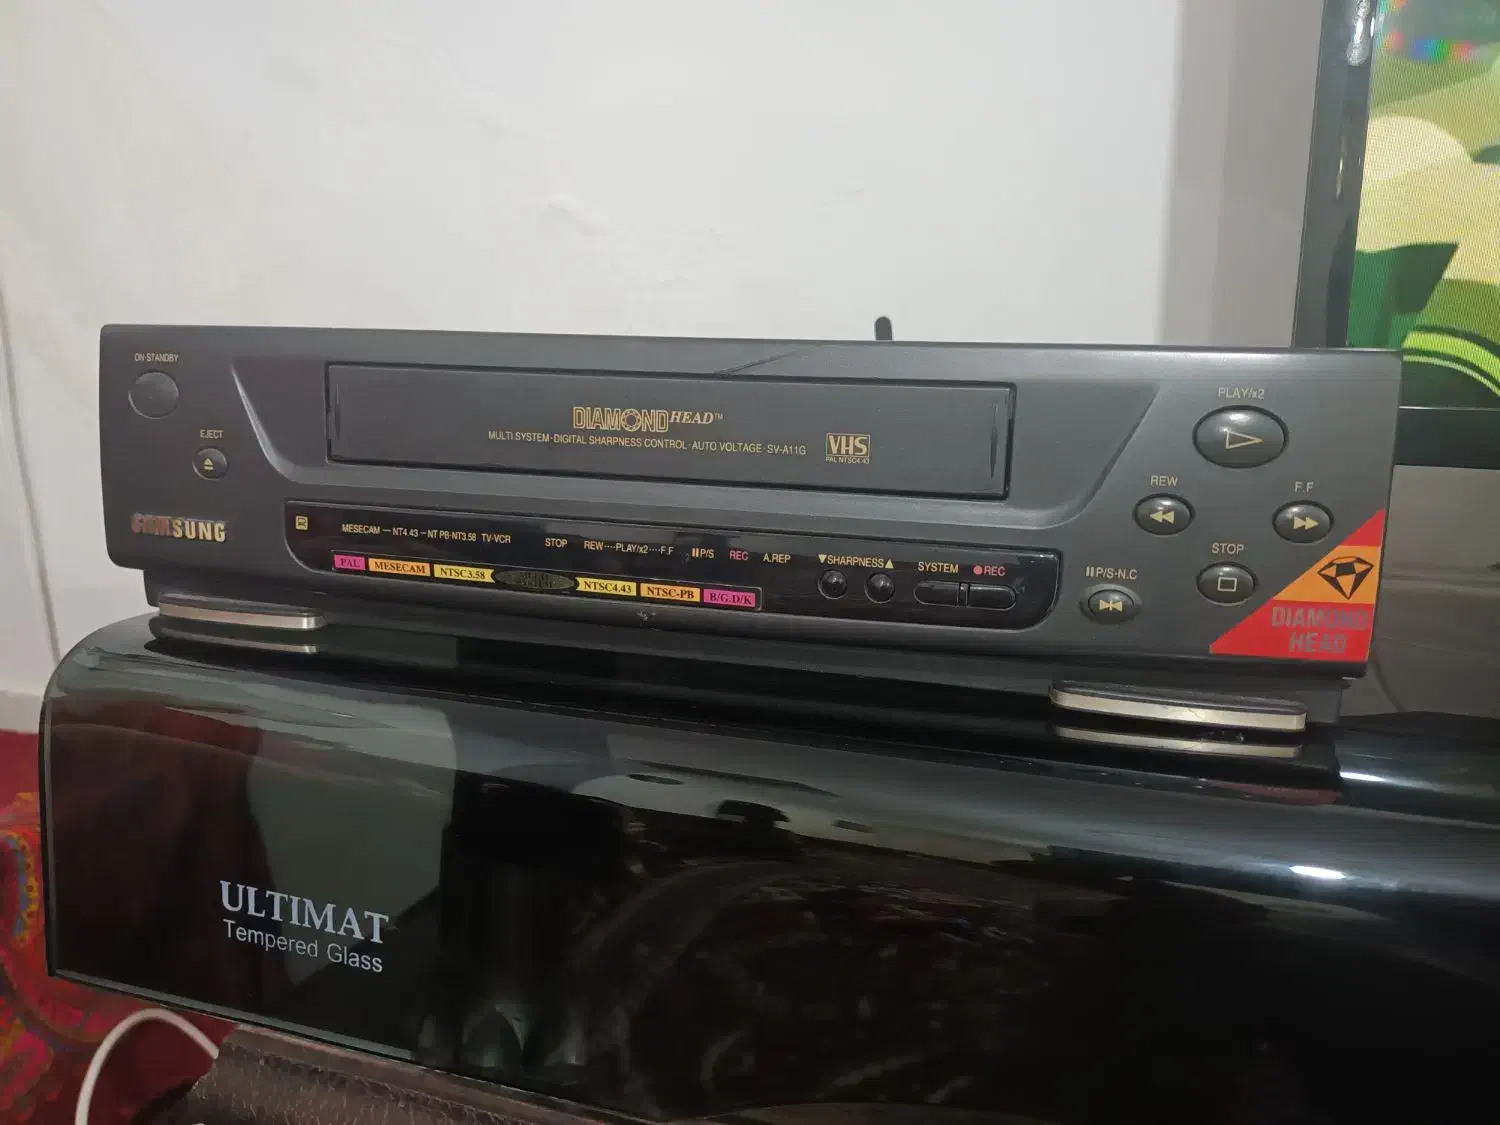 ON·STANDBY
EJECT
SAMSUNG
DIAMOND HEAD™
MULTI SYSTEM·DIGITAL SHARPNESS CONTROL·AUTO VOLTAGE·SV-A11G
VHS
PAL NTSC4.43
PLAY/x2
REW
F.F
STOP
P/S·N.C
MESECAM — NT4.43 — NT PB·NT3.58 TV·VCR
STOP REW····PLAY/x2····F.F P/S REC A.REP
▼SHARPNESS▲
SYSTEM ●REC
PAL MESECAM NTSC3.58 NTSC4.43 NTSC-PB B/G.D/K
DIAMOND
HEAD
ULTIMAT
Tempered Glass